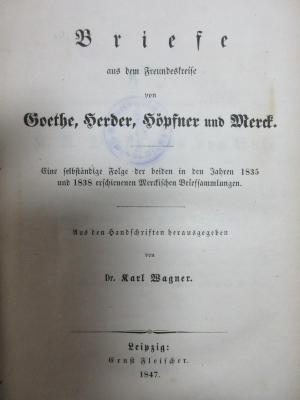 Briefe
aus dem Freundeskreise
von
Goethe, Herder, Höpfner und Merck.
Eine selbständige Folge der beiden in den Jahren 1835
und 1838 erschienenen Merckischen Briefsammlungen.
Aus den Handschriften herausgegeben
von
Dr. Karl Wagner.
Leipzig:
Ernst Fleischer.
1847.